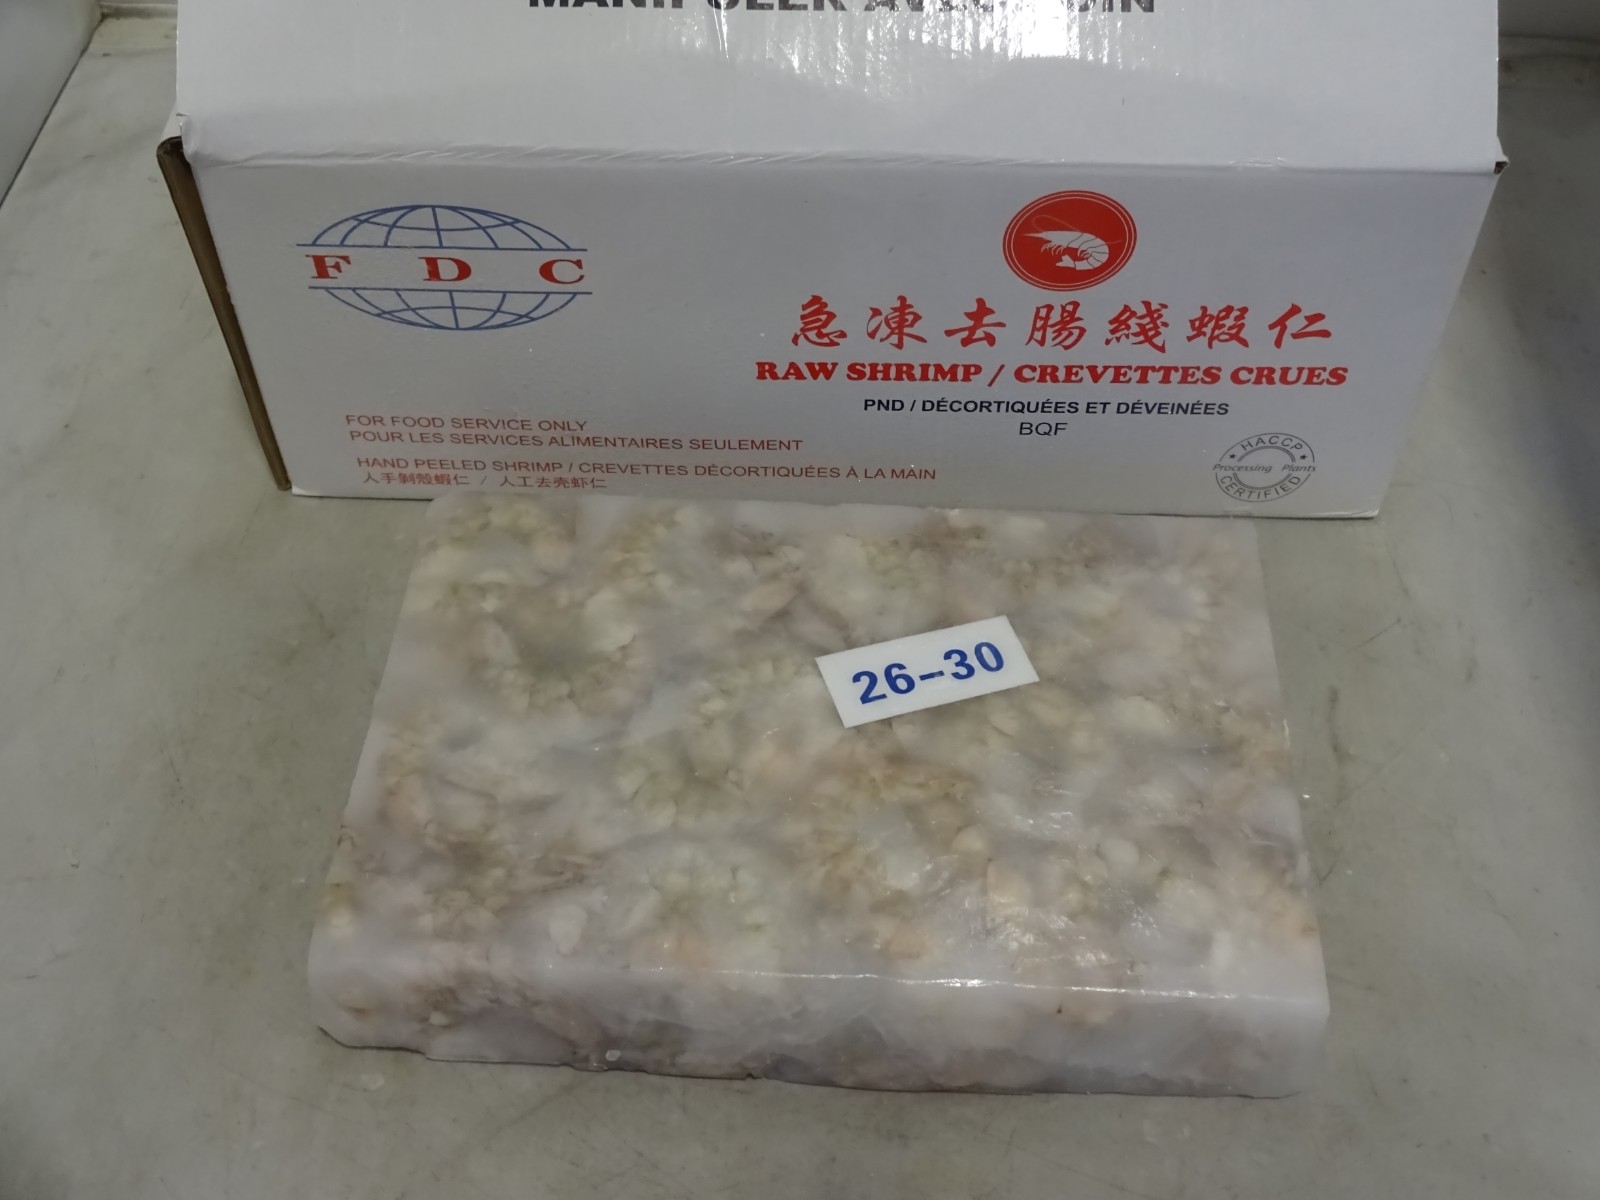 F D C
急凍去腸綫蝦仁
RAW SHRIMP / CREVETTES CRUES
PND / DÉCORTIQUÉES ET DÉVEINÉES
BQF
FOR FOOD SERVICE ONLY
POUR LES SERVICES ALIMENTAIRES SEULEMENT
HAND PEELED SHRIMP / CREVETTES DÉCORTIQUÉES À LA MAIN
人手剝殼蝦仁 / 人工去壳虾仁
HACCP
Processing Plants
CERTIFIED
26-30